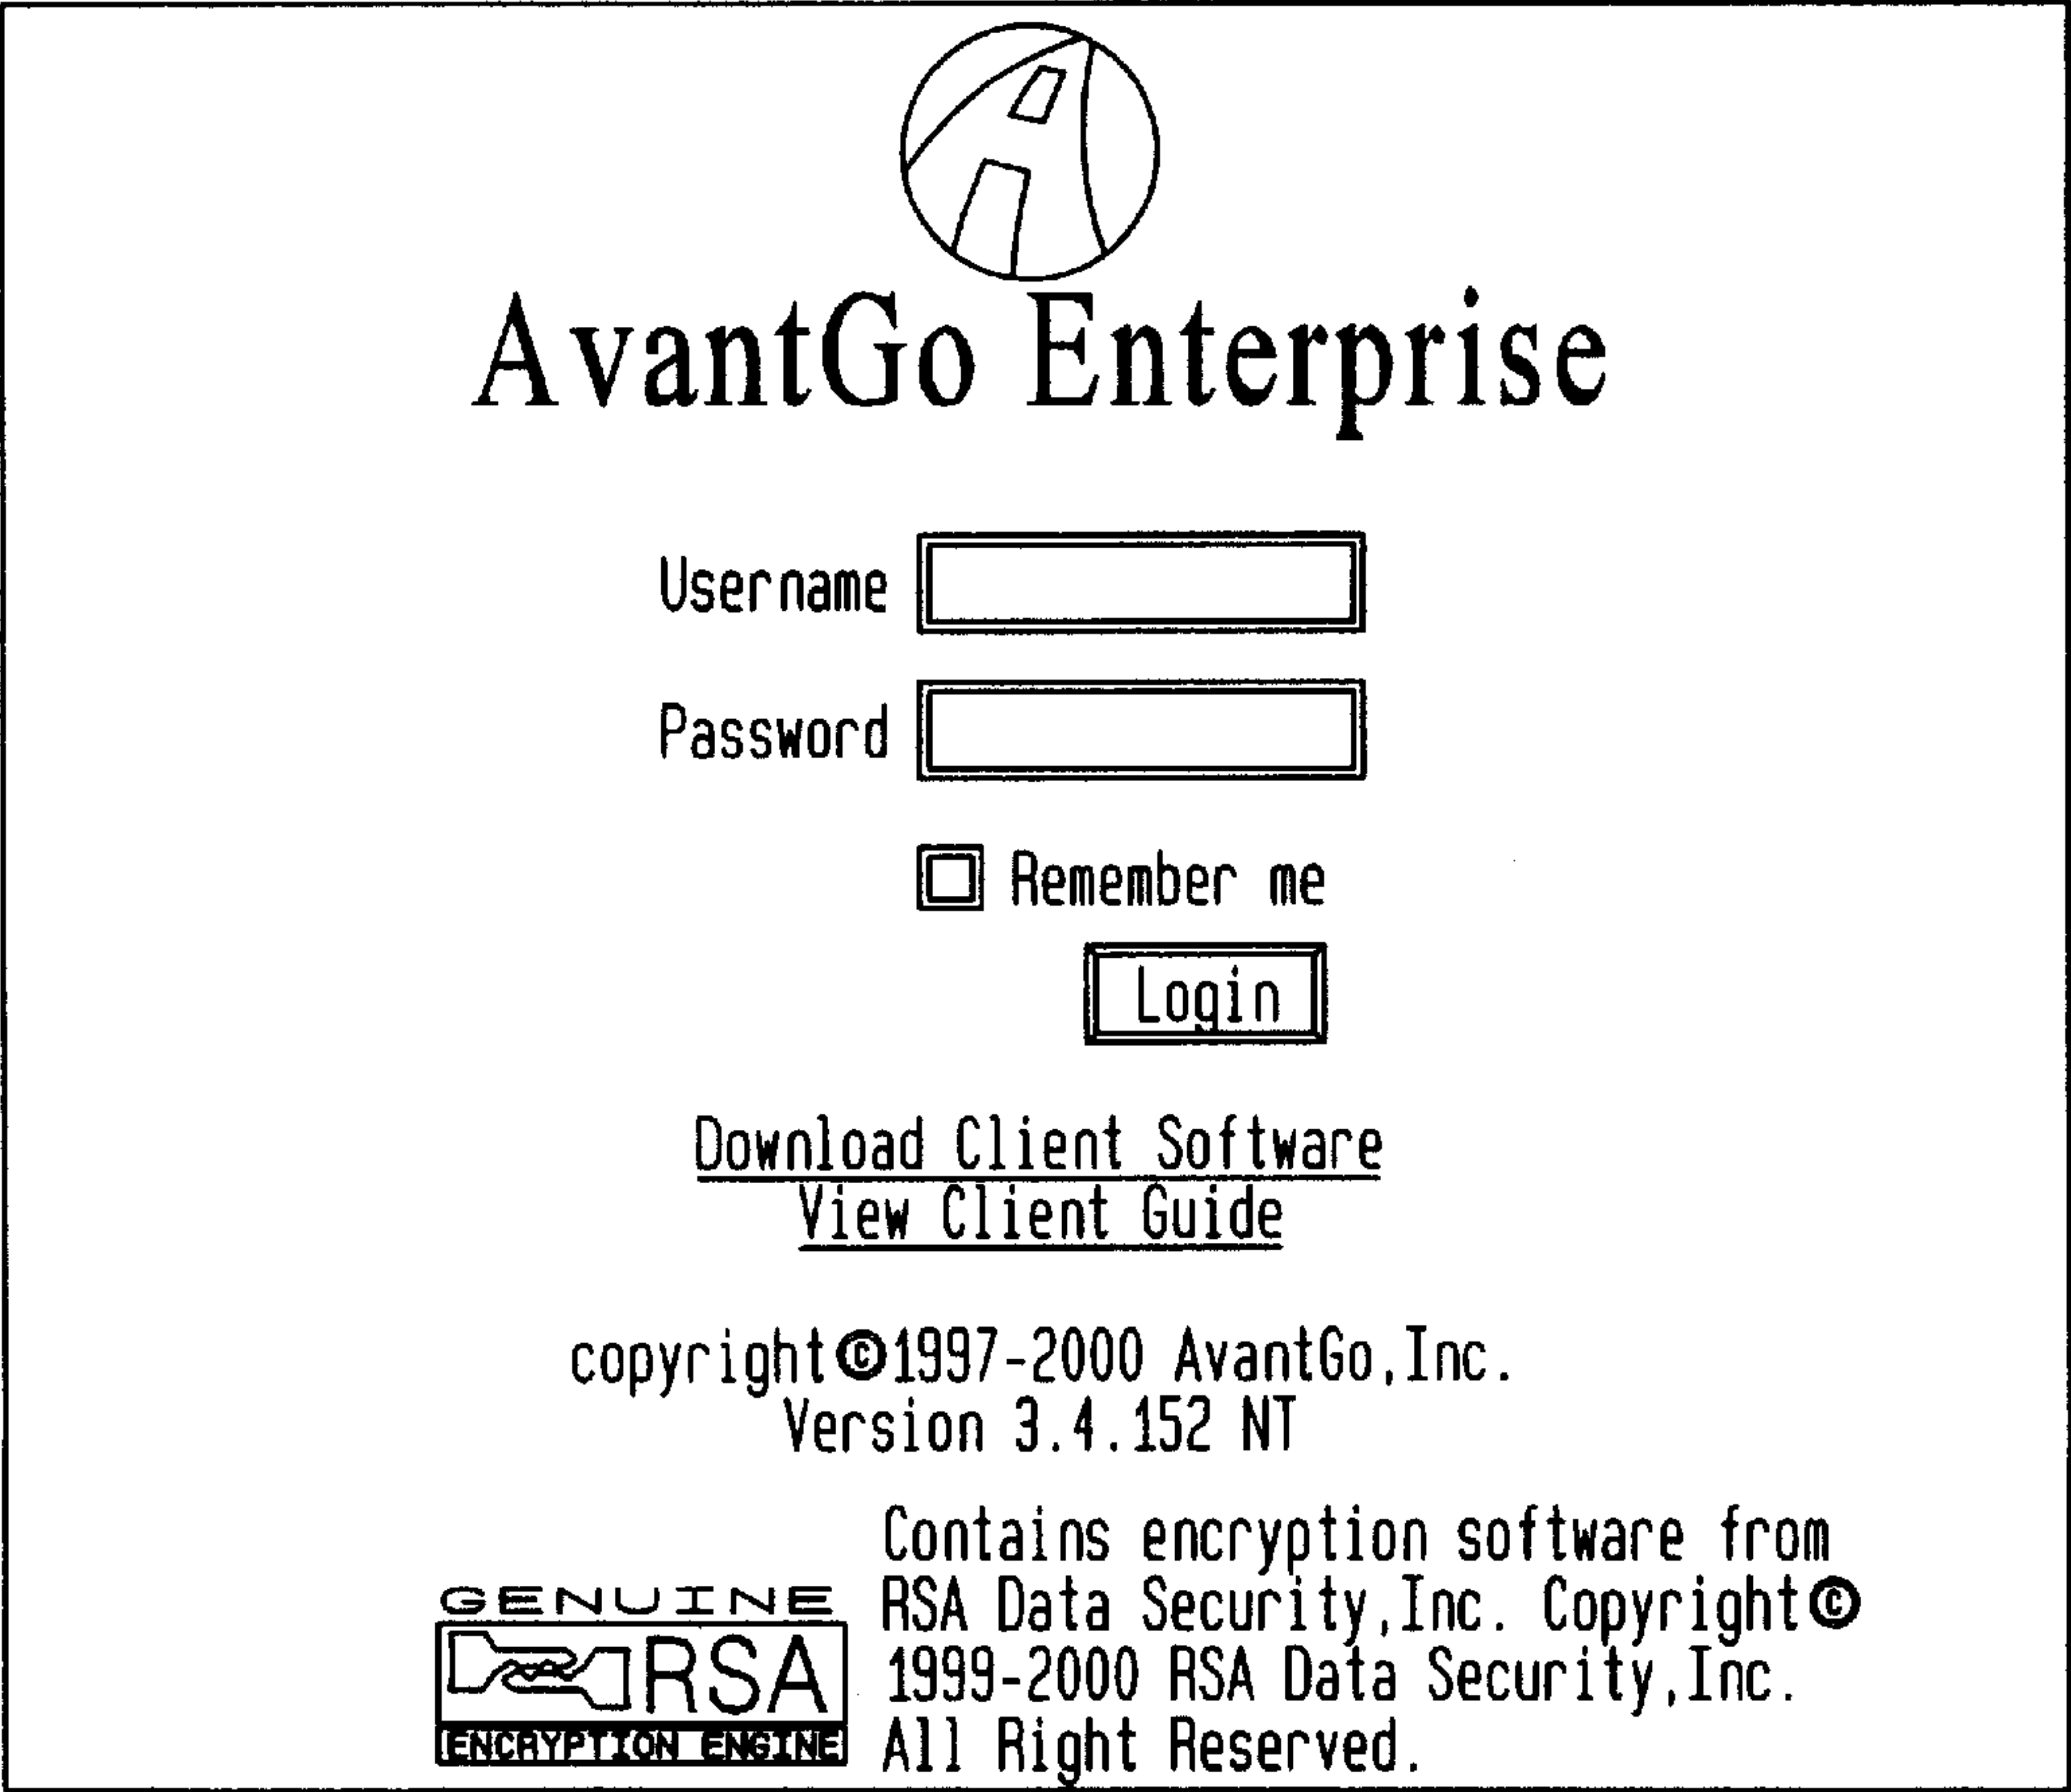 AvantGo Enterprise
Username
Password
Remember me
Login
Download Client Software
View Client Guide
copyright©1997-2000 AvantGo,Inc.
Version 3.4.152 NT
Contains encryption software from
RSA Data Security,Inc. Copyright©
1999-2000 RSA Data Security,Inc.
All Right Reserved.
GENUINE
RSA
ENCRYPTION ENGINE